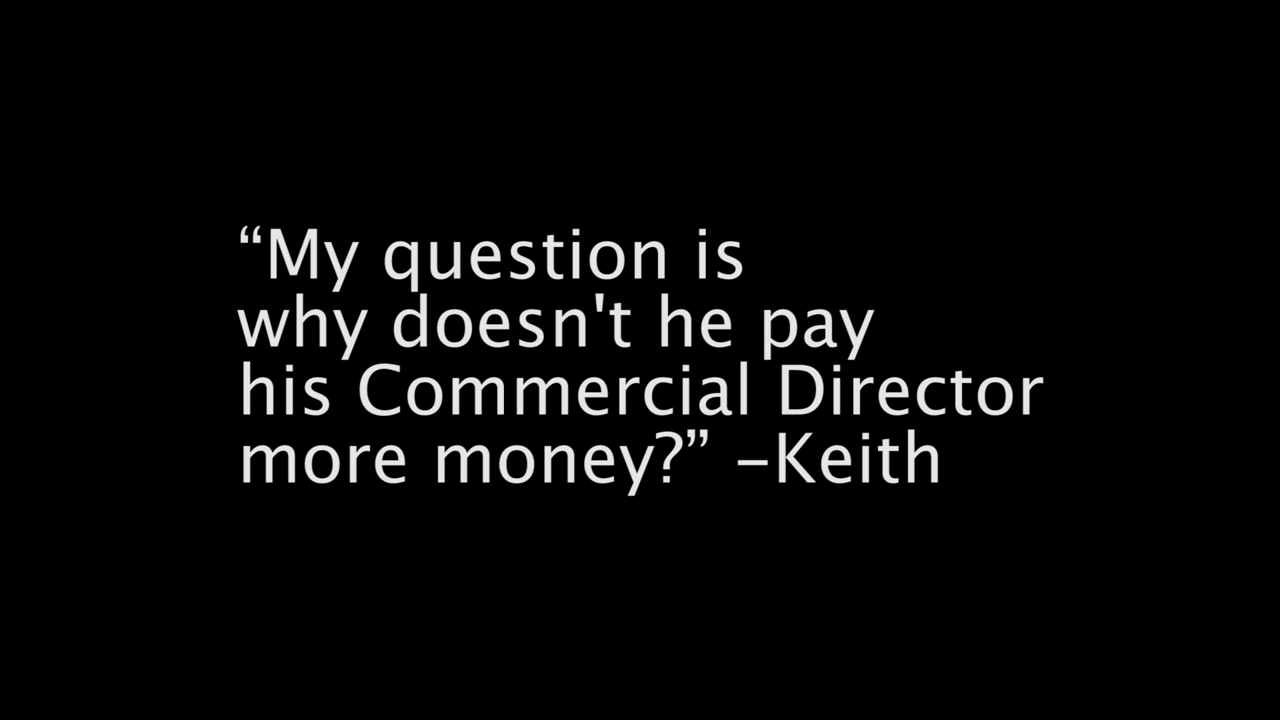 “My question is
why doesn't he pay
his Commercial Director
more money?” –Keith